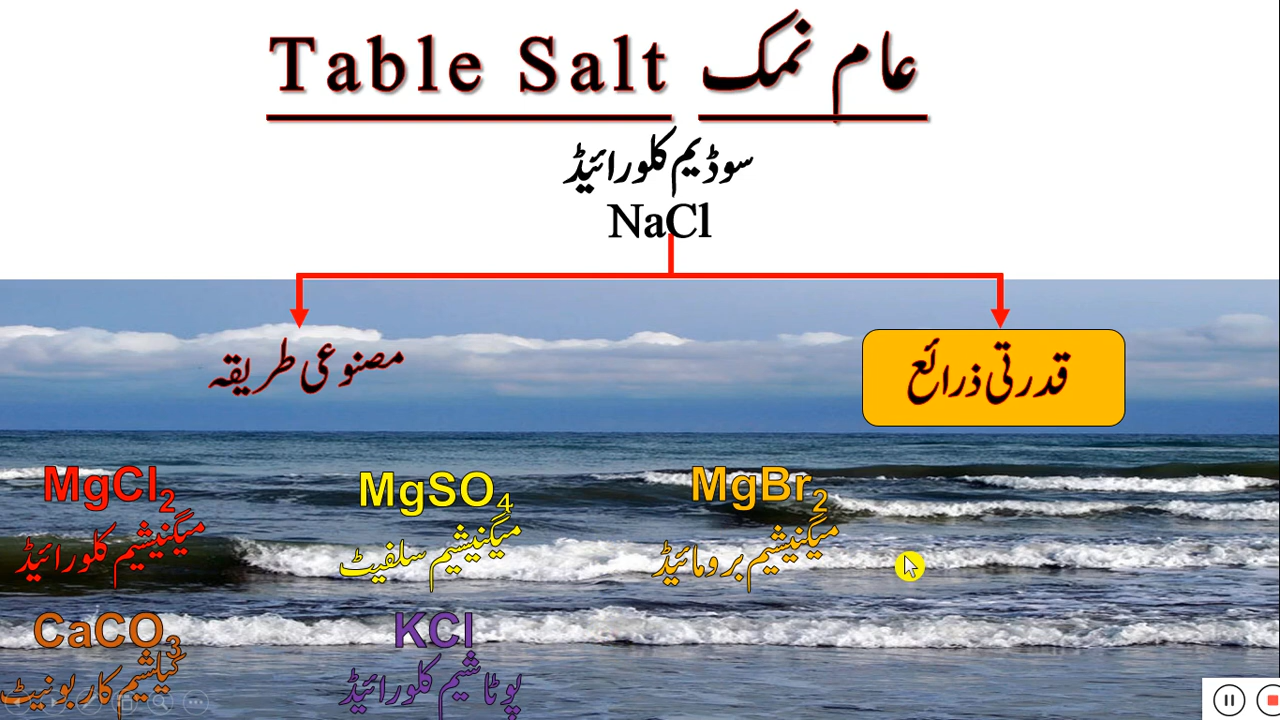 Table Salt عام نمک
سوڈیم کلورائیڈ
NaCl
قدرتی ذرائع
مصنوعی طریقہ
MgCl₂
میگنیشیم کلورائیڈ
MgSO₄
میگنیشیم سلفیٹ
MgBr₂
میگنیشیم برومائیڈ
CaCO₃
کیلشیم کاربونیٹ
KCl
پوٹاشیم کلورائیڈ